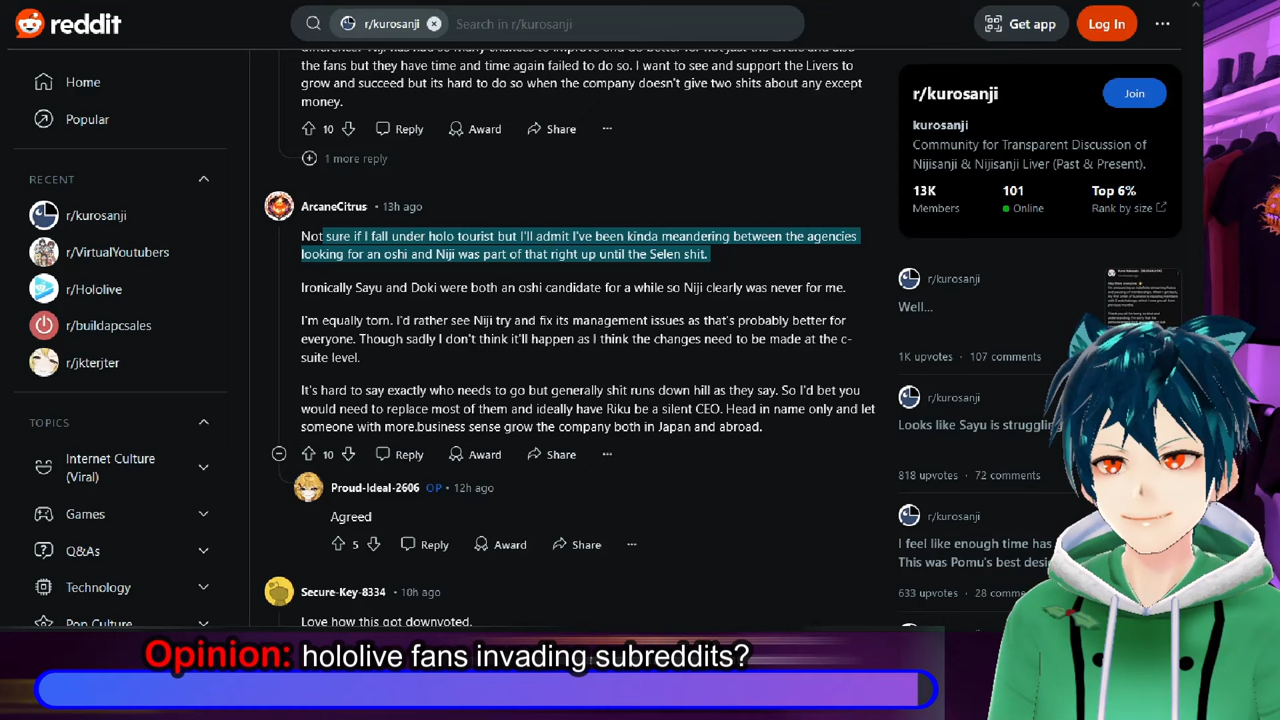 reddit
r/kurosanji
Search in r/kurosanji
Get app
Log In
Home
Popular
RECENT
r/kurosanji
r/VirtualYoutubers
r/Hololive
r/buildapcsales
r/jkterjter
TOPICS
Internet Culture
(Viral)
Games
Q&As
Technology
Pop Culture
the fans but they have time and time again failed to do so. I want to see and support the Livers to
grow and succeed but its hard to do so when the company doesn't give two shits about any except
money.
10 Reply Award Share
1 more reply
ArcaneCitrus • 13h ago
Not sure if I fall under holo tourist but I'll admit I've been kinda meandering between the agencies
looking for an oshi and Niji was part of that right up until the Selen shit.
Ironically Sayu and Doki were both an oshi candidate for a while so Niji clearly was never for me.
I'm equally torn. I'd rather see Niji try and fix its management issues as that's probably better for
everyone. Though sadly I don't think it'll happen as I think the changes need to be made at the c-
suite level.
It's hard to say exactly who needs to go but generally shit runs down hill as they say. So I'd bet you
would need to replace most of them and ideally have Riku be a silent CEO. Head in name only and let
someone with more.business sense grow the company both in Japan and abroad.
10 Reply Award Share
Proud-Ideal-2606 OP • 12h ago
Agreed
5 Reply Award Share
Secure-Key-8334 • 10h ago
Love how this got downvoted.
r/kurosanji
Join
kurosanji
Community for Transparent Discussion of
Nijisanji & Nijisanji Liver (Past & Present).
13K 101 Top 6%
Members Online Rank by size
r/kurosanji
Well...
1K upvotes · 107 comments
r/kurosanji
Looks like Sayu is struggling
818 upvotes · 72 comments
r/kurosanji
I feel like enough time has
This was Pomu's best
633 upvotes · 28
Opinion: hololive fans invading subreddits?